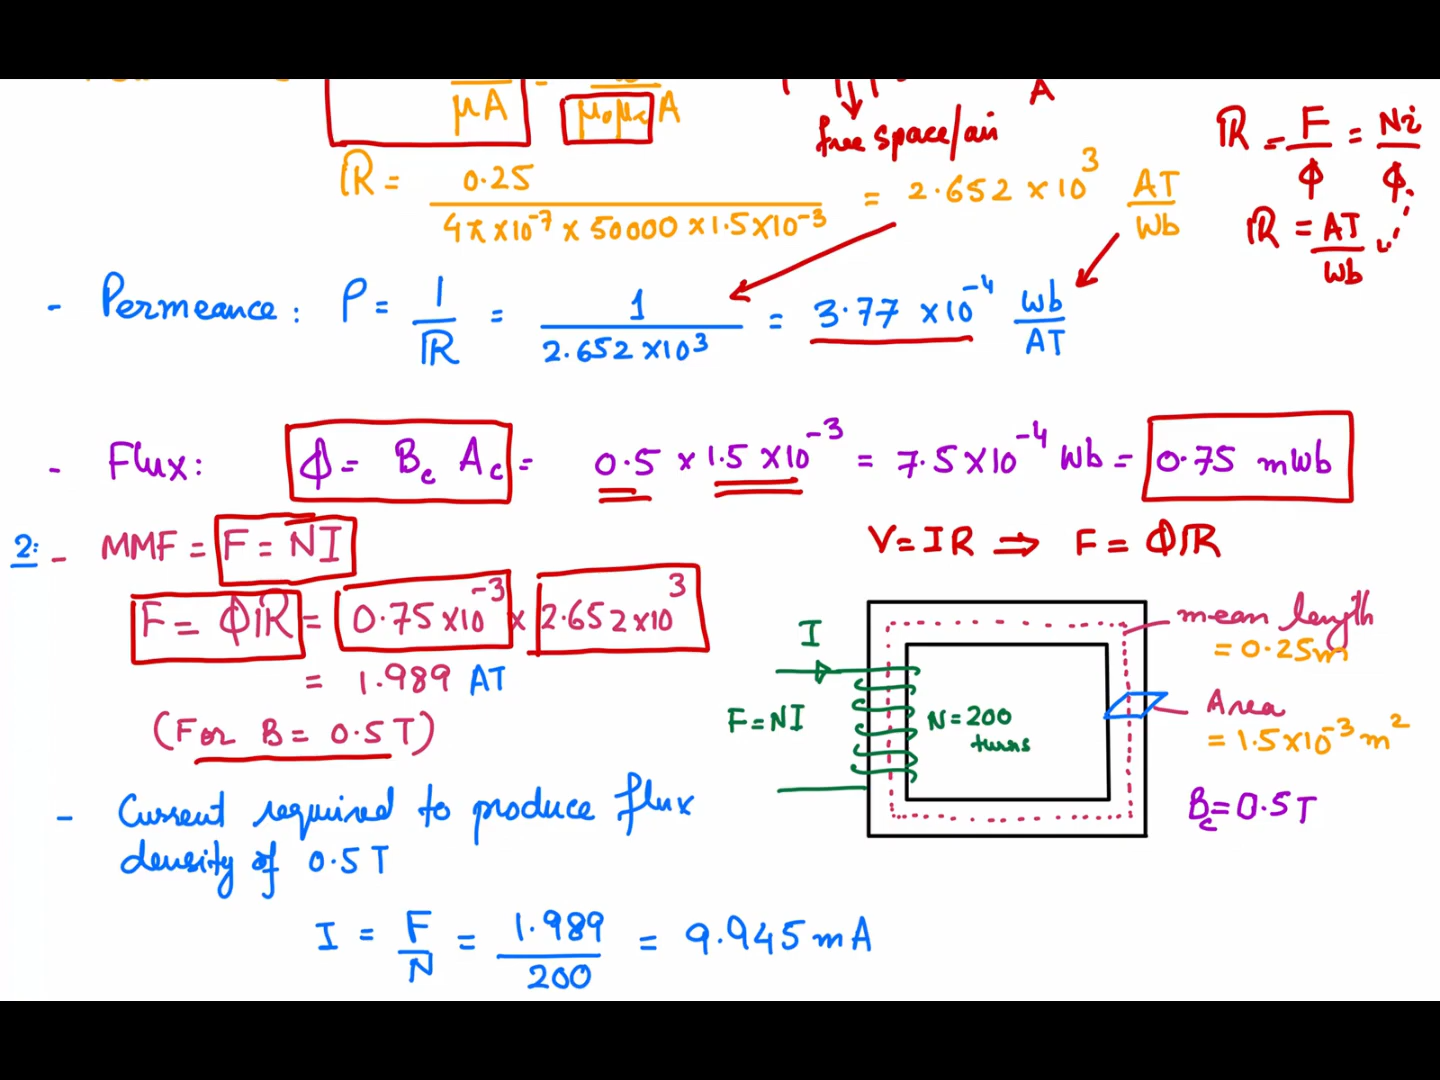 μA = μ₀μᵣA
free space/air
A
ℝ = F/ϕ = Ni/ϕ
ℝ = 0.25/(4π×10⁻⁷ × 50000 × 1.5×10⁻³) = 2.652 × 10³ AT/Wb
ℝ = AT/Wb
- Permeance: P = 1/ℝ = 1/(2.652 ×10³) = 3.77 ×10⁻⁴ Wb/AT
- Flux: ϕ = B_c A_c = 0.5 × 1.5 ×10⁻³ = 7.5×10⁻⁴ Wb = 0.75 mWb
2: - MMF = F = NI
V = IR ⇒ F = ϕℝ
F = ϕℝ = 0.75×10⁻³ × 2.652×10³
= 1.989 AT
(For B = 0.5T)
- Current required to produce flux
density of 0.5 T
I = F/N = 1.989/200 = 9.945 mA
I
F = NI
N = 200
turns
mean length
= 0.25m
Area
= 1.5×10⁻³ m²
B_c = 0.5T